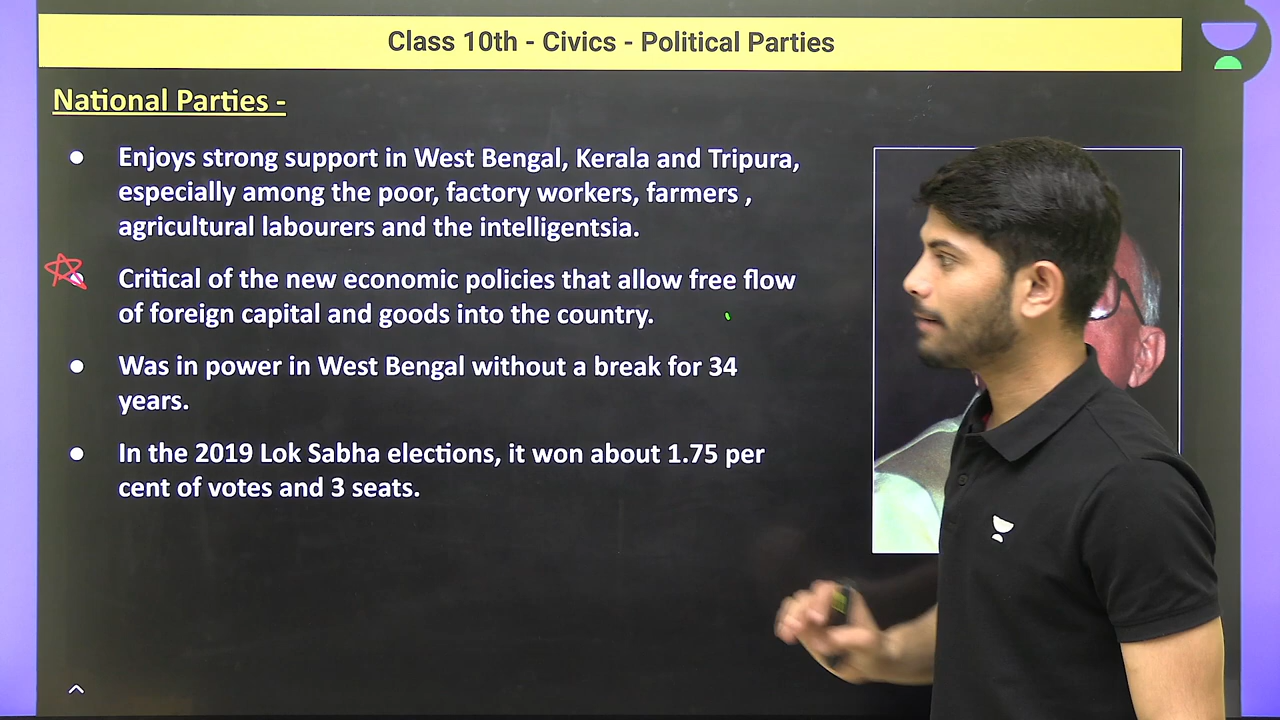 Class 10th - Civics - Political Parties
National Parties -
● Enjoys strong support in West Bengal, Kerala and Tripura,
especially among the poor, factory workers, farmers ,
agricultural labourers and the intelligentsia.
● Critical of the new economic policies that allow free flow
of foreign capital and goods into the country.
● Was in power in West Bengal without a break for 34
years.
● In the 2019 Lok Sabha elections, it won about 1.75 per
cent of votes and 3 seats.